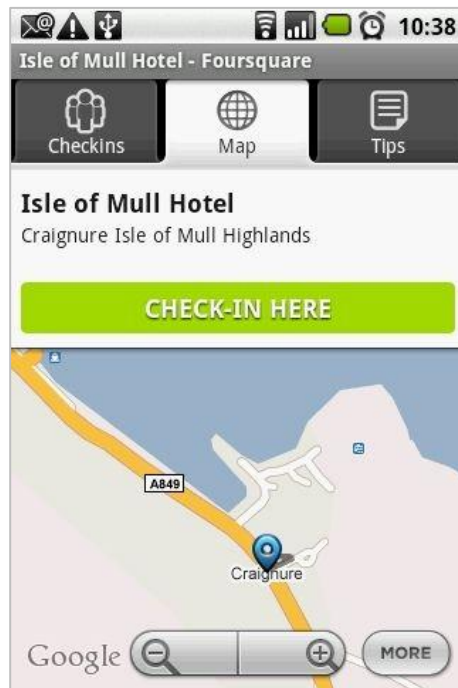 10:38
Isle of Mull Hotel - Foursquare
Checkins
Map
Tips
Isle of Mull Hotel
Craignure Isle of Mull Highlands
CHECK-IN HERE
A849
Craignure
Google
MORE